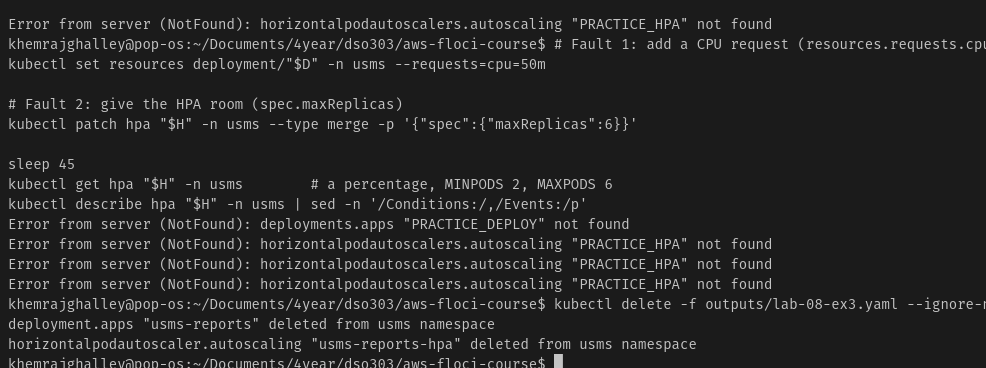 Error from server (NotFound): horizontalpodautoscalers.autoscaling "PRACTICE_HPA" not found
khemrajghalley@pop-os:~/Documents/4year/dso303/aws-floci-course$ # Fault 1: add a CPU request (resources.requests.cpu
kubectl set resources deployment/"$D" -n usms --requests=cpu=50m

# Fault 2: give the HPA room (spec.maxReplicas)
kubectl patch hpa "$H" -n usms --type merge -p '{"spec":{"maxReplicas":6}}'

sleep 45
kubectl get hpa "$H" -n usms        # a percentage, MINPODS 2, MAXPODS 6
kubectl describe hpa "$H" -n usms | sed -n '/Conditions:/,/Events:/p'
Error from server (NotFound): deployments.apps "PRACTICE_DEPLOY" not found
Error from server (NotFound): horizontalpodautoscalers.autoscaling "PRACTICE_HPA" not found
Error from server (NotFound): horizontalpodautoscalers.autoscaling "PRACTICE_HPA" not found
Error from server (NotFound): horizontalpodautoscalers.autoscaling "PRACTICE_HPA" not found
khemrajghalley@pop-os:~/Documents/4year/dso303/aws-floci-course$ kubectl delete -f outputs/lab-08-ex3.yaml --ignore-n
deployment.apps "usms-reports" deleted from usms namespace
horizontalpodautoscaler.autoscaling "usms-reports-hpa" deleted from usms namespace
khemrajghalley@pop-os:~/Documents/4year/dso303/aws-floci-course$